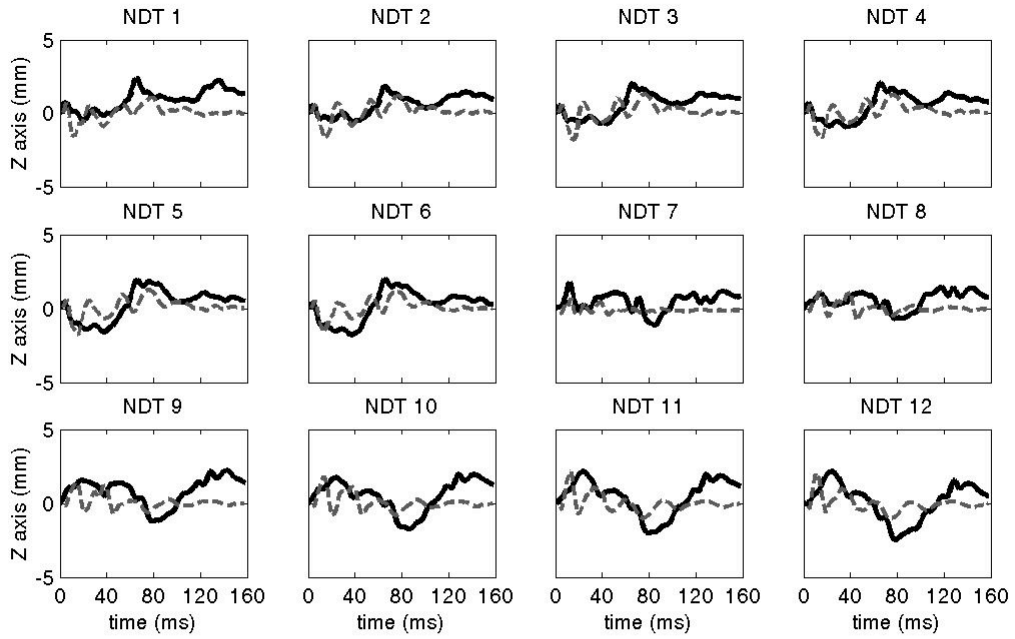 NDT 1 NDT 2 NDT 3 NDT 4
5
Z axis (mm)
0
-5
NDT 5 NDT 6 NDT 7 NDT 8
5
Z axis (mm)
0
-5
NDT 9 NDT 10 NDT 11 NDT 12
5
Z axis (mm)
0
-5
0 40 80 120 160 0 40 80 120 160 0 40 80 120 160 0 40 80 120 160
time (ms) time (ms) time (ms) time (ms)